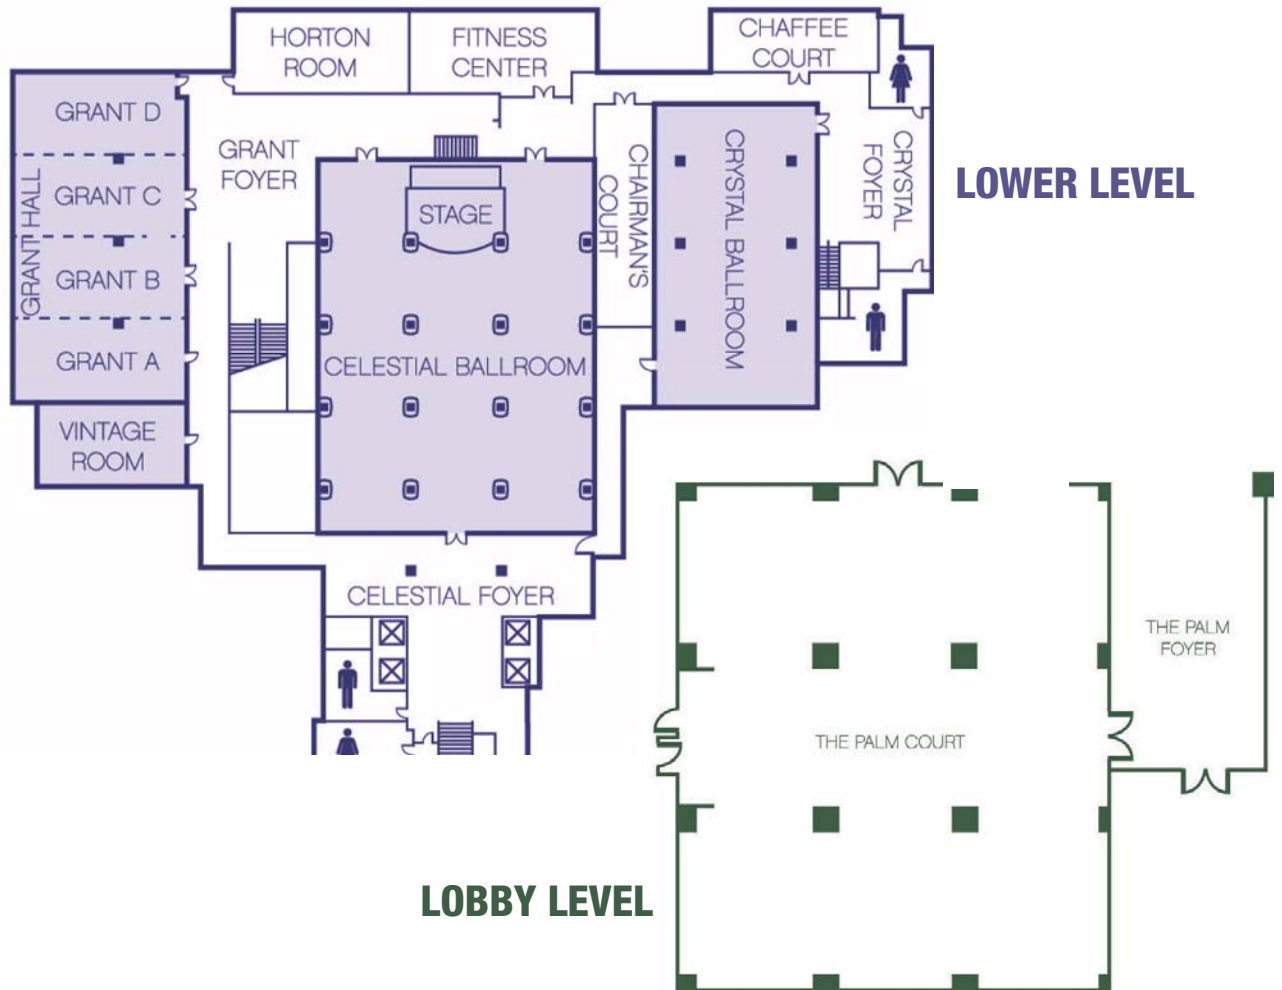 HORTON
ROOM
FITNESS
CENTER
CHAFFEE
COURT
GRANT D
GRANT
FOYER
GRANT C
GRANT HALL
GRANT B
GRANT A
VINTAGE
ROOM
STAGE
CELESTIAL BALLROOM
CHAIRMAN'S
COURT
CRYSTAL BALLROOM
CRYSTAL
FOYER
LOWER LEVEL
CELESTIAL FOYER
THE PALM
FOYER
THE PALM COURT
LOBBY LEVEL